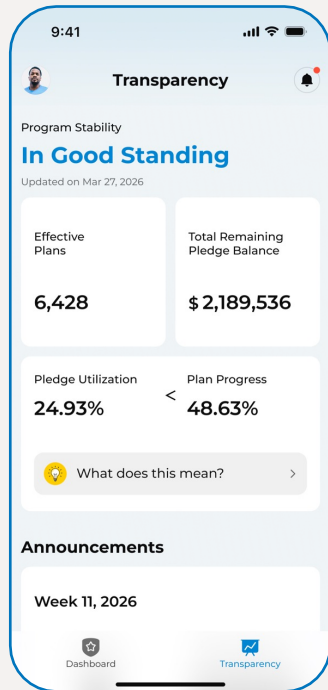 9:41
Transparency
Program Stability
In Good Standing
Updated on Mar 27, 2026
Effective
Plans
6,428
Total Remaining
Pledge Balance
$ 2,189,536
Pledge Utilization
24.93%
<
Plan Progress
48.63%
What does this mean?
Announcements
Week 11, 2026
Dashboard
Transparency